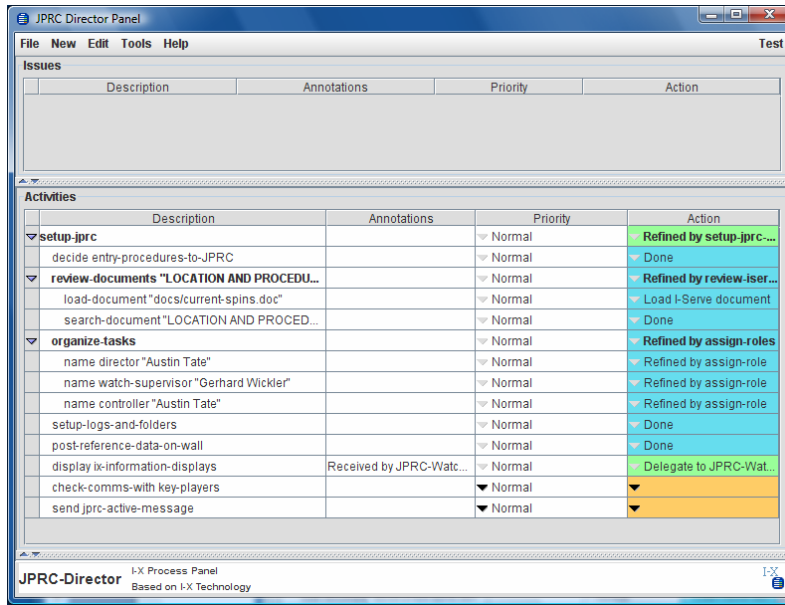 JPRC Director Panel
File New Edit Tools Help Test
Issues
Description Annotations Priority Action
Activities
Description Annotations Priority Action
setup-jprc Normal Refined by setup-jprc-...
decide entry-procedures-to-JPRC Normal Done
review-documents "LOCATION AND PROCEDU... Normal Refined by review-iser...
load-document "docs/current-spins.doc" Normal Load I-Serve document
search-document "LOCATION AND PROCED... Normal Done
organize-tasks Normal Refined by assign-roles
name director "Austin Tate" Normal Refined by assign-role
name watch-supervisor "Gerhard Wickler" Normal Refined by assign-role
name controller "Austin Tate" Normal Refined by assign-role
setup-logs-and-folders Normal Done
post-reference-data-on-wall Normal Done
display ix-information-displays Received by JPRC-Watc... Normal Delegate to JPRC-Wat...
check-comms-with key-players Normal
send jprc-active-message Normal
JPRC-Director I-X Process Panel I-X
Based on I-X Technology